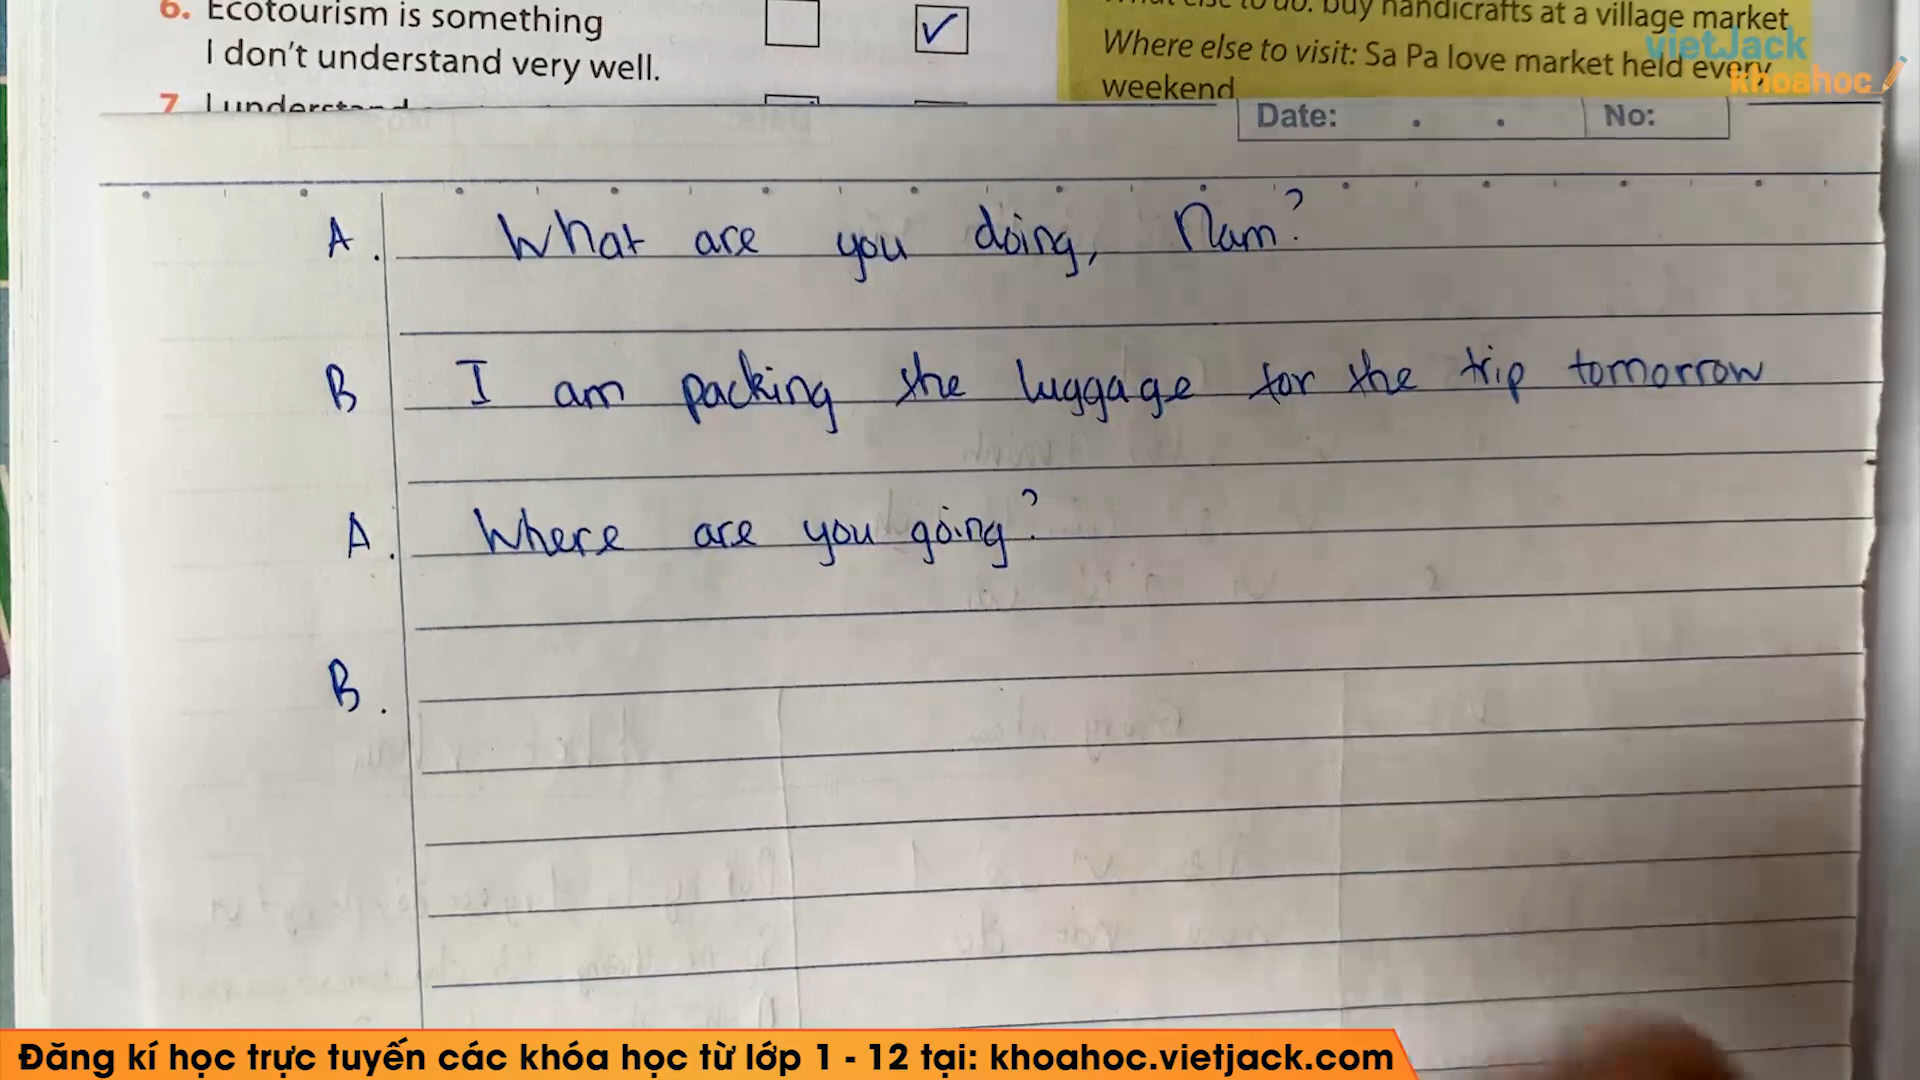 6. Ecotourism is something
I don't understand very well.
7 I understand
buy handicrafts at a village market
Where else to visit: Sa Pa love market held every
weekend
vietJack
khoahoc
Date: . . No:
A. What are you doing, Nam?
B I am packing the luggage for the trip tomorrow
A. Where are you going?
B.
Đăng kí học trực tuyến các khóa học từ lớp 1 - 12 tại: khoahoc.vietjack.com